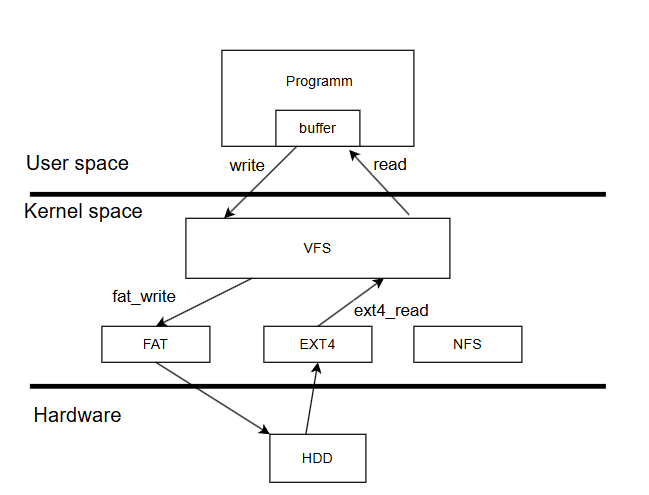 Programm
buffer
write
read
User space
Kernel space
VFS
fat_write
ext4_read
FAT
EXT4
NFS
Hardware
HDD